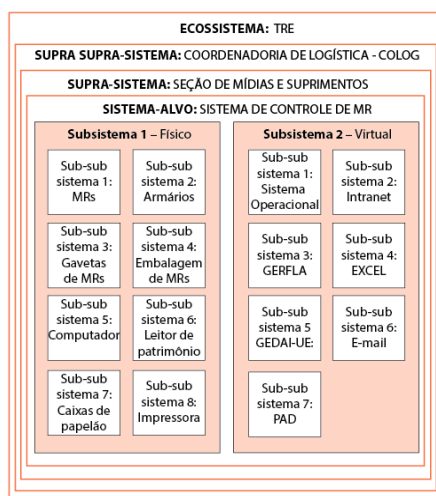 ECOSSISTEMA: TRE
SUPRA SUPRA-SISTEMA: COORDENADORIA DE LOGÍSTICA - COLOG
SUPRA-SISTEMA: SEÇÃO DE MÍDIAS E SUPRIMENTOS
SISTEMA-ALVO: SISTEMA DE CONTROLE DE MR
Subsistema 1 – Físico
Sub-sub
sistema 1:
MRs
Sub-sub
sistema 2:
Armários
Sub-sub
sistema 3:
Gavetas
de MRs
Sub-sub
sistema 4:
Embalagem
de MRs
Sub-sub
sistema 5:
Computador
Sub-sub
sistema 6:
Leitor de
patrimônio
Sub-sub
sistema 7:
Caixas de
papelão
Sub-sub
sistema 8:
Impressora
Subsistema 2 – Virtual
Sub-sub
sistema 1:
Sistema
Operacional
Sub-sub
sistema 2:
Intranet
Sub-sub
sistema 3:
GERFLA
Sub-sub
sistema 4:
EXCEL
Sub-sub
sistema 5
GEDAI-UE:
Sub-sub
sistema 6:
E-mail
Sub-sub
sistema 7:
PAD